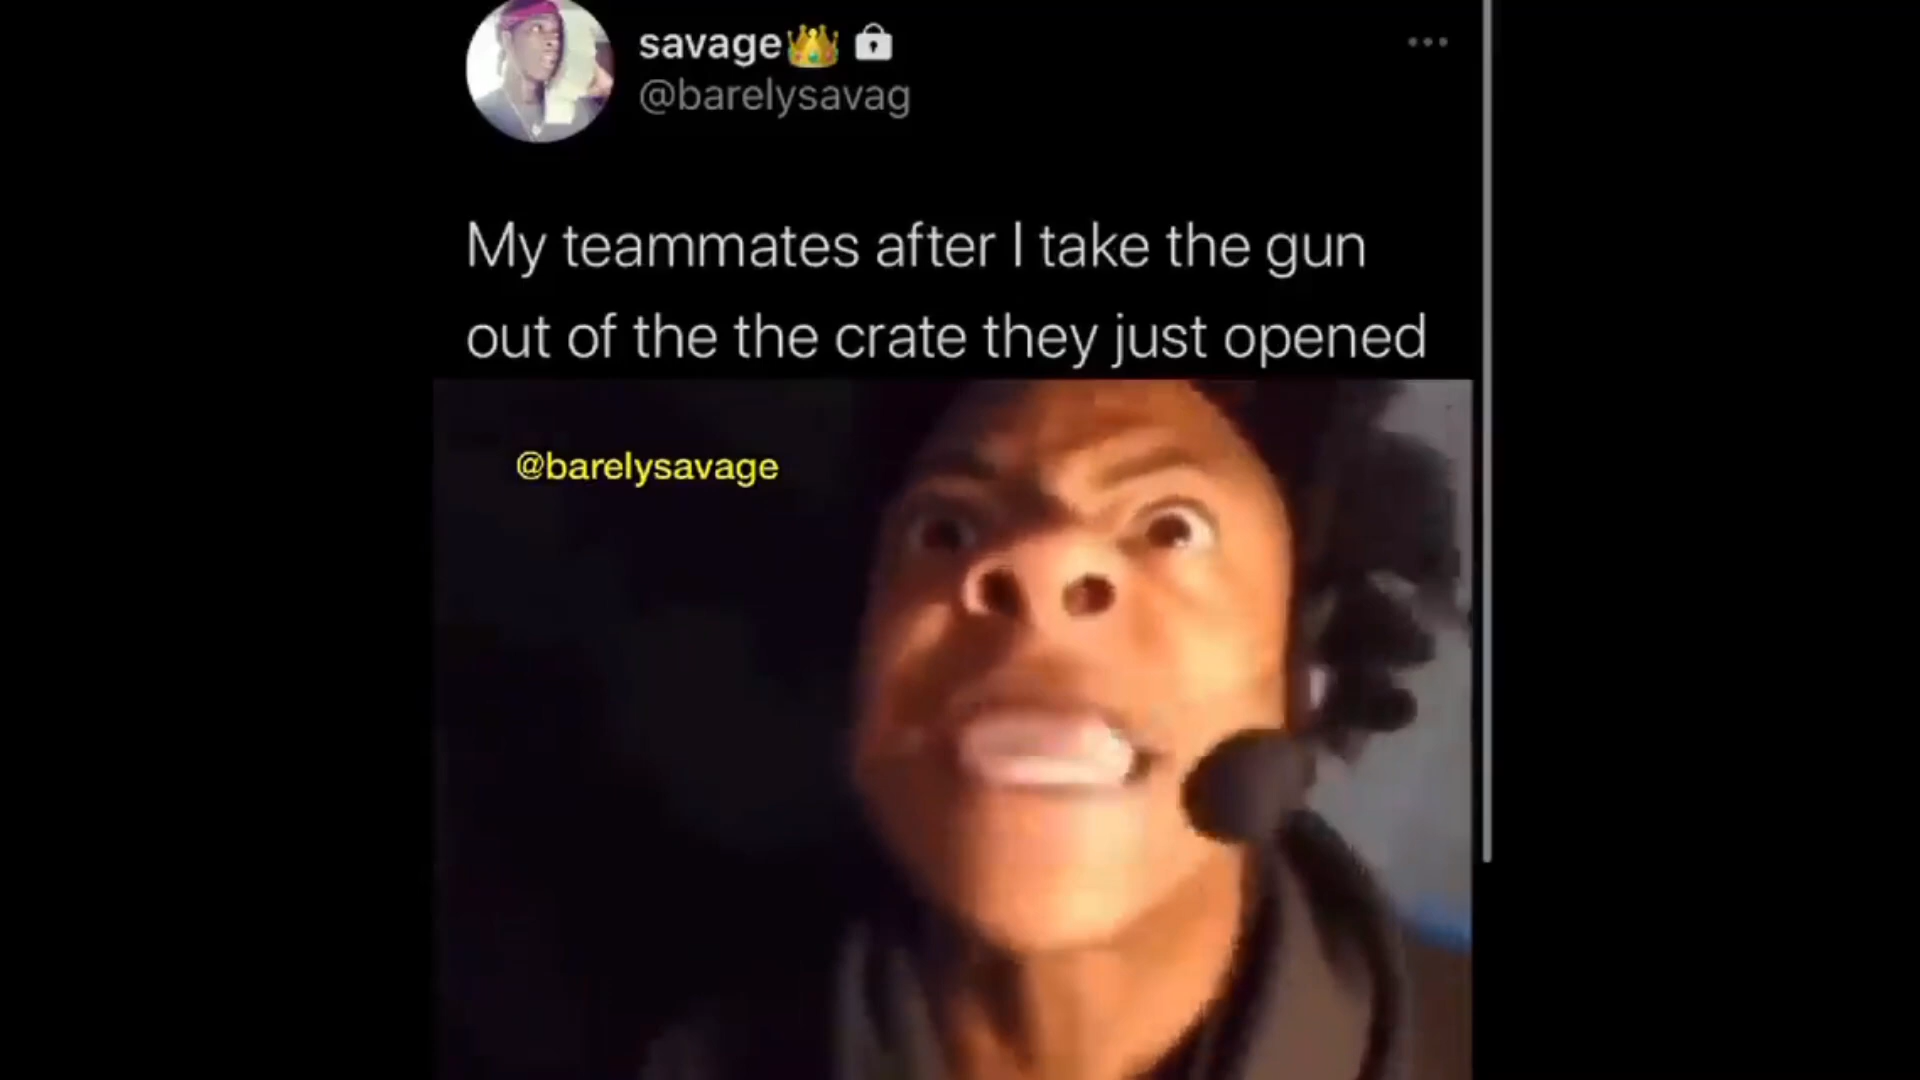 savage👑🔒
@barelysavag
My teammates after I take the gun
out of the the crate they just opened
@barelysavage